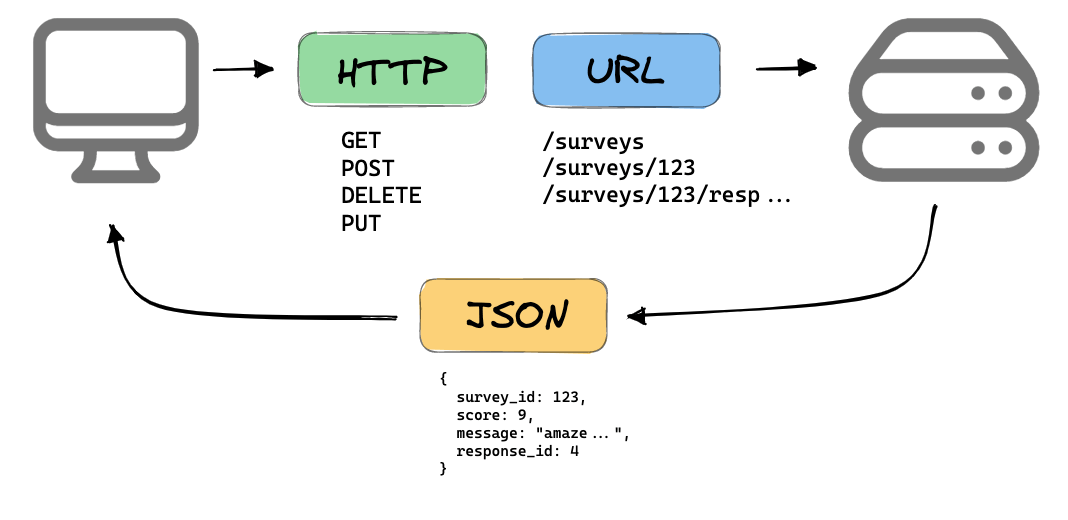 HTTP
URL
GET
POST
DELETE
PUT
/surveys
/surveys/123
/surveys/123/resp...
JSON
{
  survey_id: 123,
  score: 9,
  message: "amaze...",
  response_id: 4
}